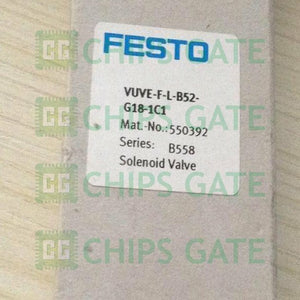 FESTO
VUVE-F-L-B52-
G18-1C1
Mat.-No.:550392
Series: B558
Solenoid Valve
CHIPS GATE
CHIPS GATE
CHIPS GATE
CHIPS GATE